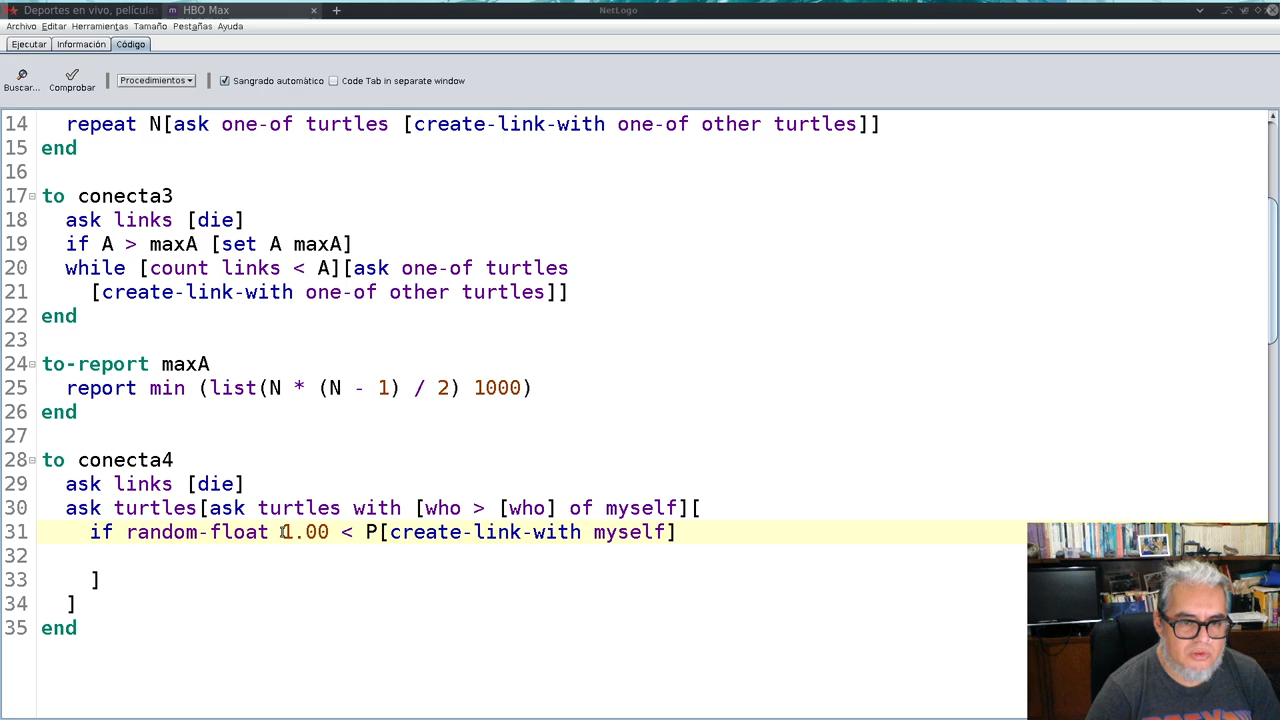 Deportes en vivo, películas
m HBO Max × +
NetLogo
Archivo Editar Herramientas Tamaño Pestañas Ayuda
Ejecutar Información Código
Buscar... Comprobar Procedimientos Sangrado automático Code Tab in separate window
14 repeat N[ask one-of turtles [create-link-with one-of other turtles]]
15 end
16
17 to conecta3
18 ask links [die]
19 if A > maxA [set A maxA]
20 while [count links < A][ask one-of turtles
21 [create-link-with one-of other turtles]]
22 end
23
24 to-report maxA
25 report min (list(N * (N - 1) / 2) 1000)
26 end
27
28 to conecta4
29 ask links [die]
30 ask turtles[ask turtles with [who > [who] of myself][
31 if random-float 1.00 < P[create-link-with myself]
32
33 ]
34 ]
35 end